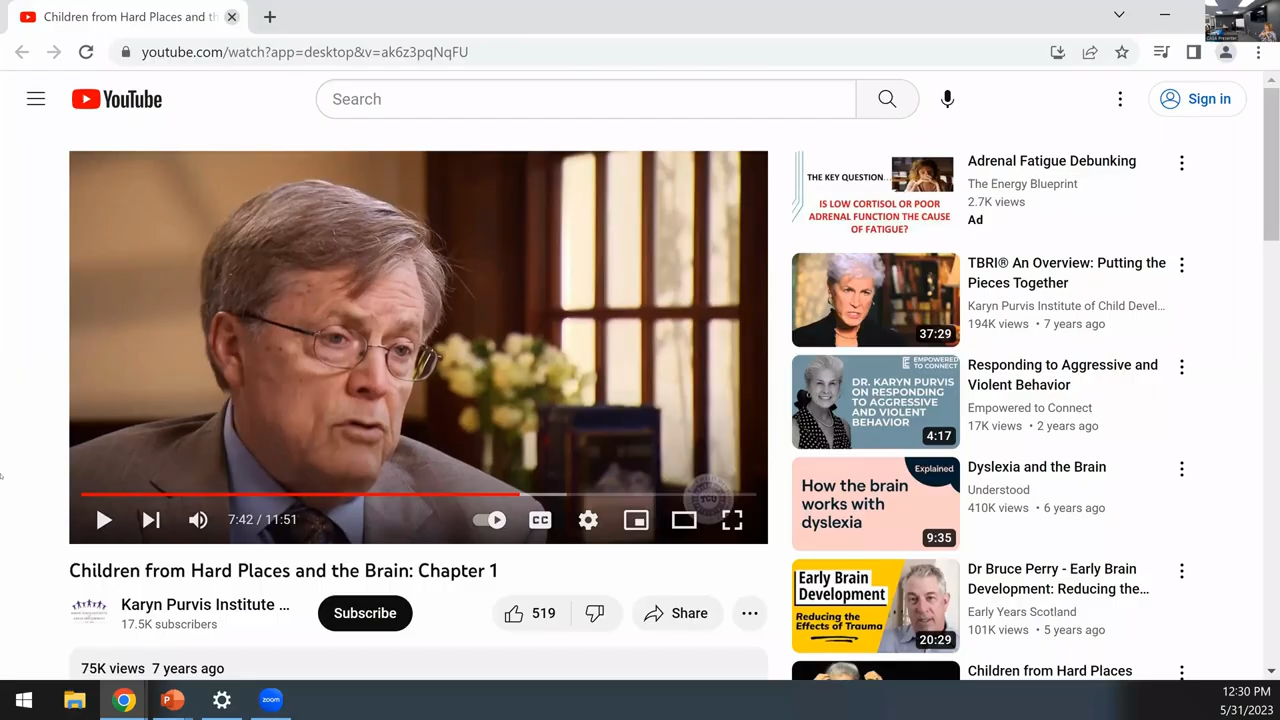 Children from Hard Places and th
youtube.com/watch?app=desktop&v=ak6z3pqNqFU
YouTube
Search
Sign in
THE KEY QUESTION...
IS LOW CORTISOL OR POOR
ADRENAL FUNCTION THE CAUSE
OF FATIGUE?
Adrenal Fatigue Debunking
The Energy Blueprint
2.7K views
Ad
37:29
TBRI® An Overview: Putting the
Pieces Together
Karyn Purvis Institute of Child Devel...
194K views • 7 years ago
EMPOWERED
TO CONNECT
DR. KARYN PURVIS
ON RESPONDING
TO AGGRESSIVE
AND VIOLENT
BEHAVIOR
4:17
Responding to Aggressive and
Violent Behavior
Empowered to Connect
17K views • 2 years ago
Explained
How the brain
works with
dyslexia
9:35
Dyslexia and the Brain
Understood
410K views • 6 years ago
Early Brain
Development
Reducing the
Effects of Trauma
20:29
Dr Bruce Perry - Early Brain
Development: Reducing the...
Early Years Scotland
101K views • 5 years ago
Children from Hard Places
TCU
7:42 / 11:51
CC
Children from Hard Places and the Brain: Chapter 1
Karyn Purvis Institute ...
17.5K subscribers
Subscribe
519
Share
75K views 7 years ago
zoom
12:30 PM
5/31/2023